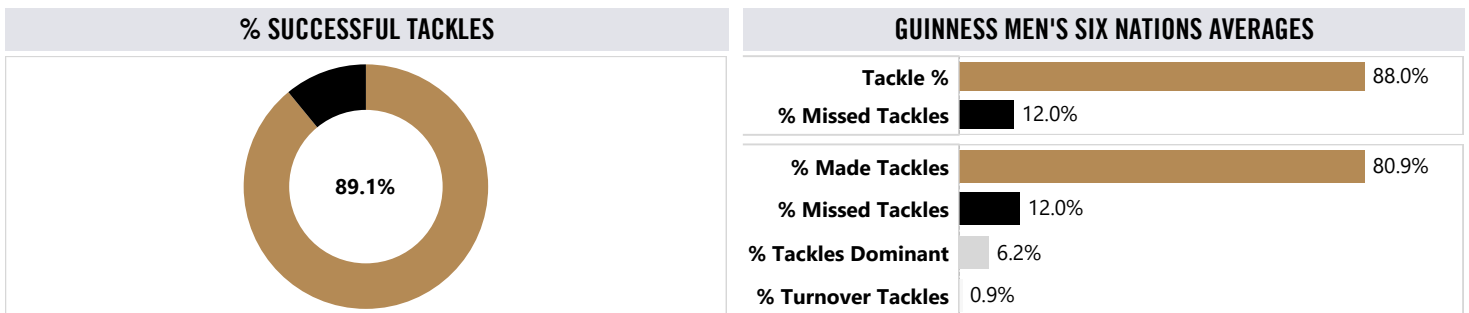 % SUCCESSFUL TACKLES
89.1%
GUINNESS MEN'S SIX NATIONS AVERAGES
Tackle % 88.0%
% Missed Tackles 12.0%
% Made Tackles 80.9%
% Missed Tackles 12.0%
% Tackles Dominant 6.2%
% Turnover Tackles 0.9%